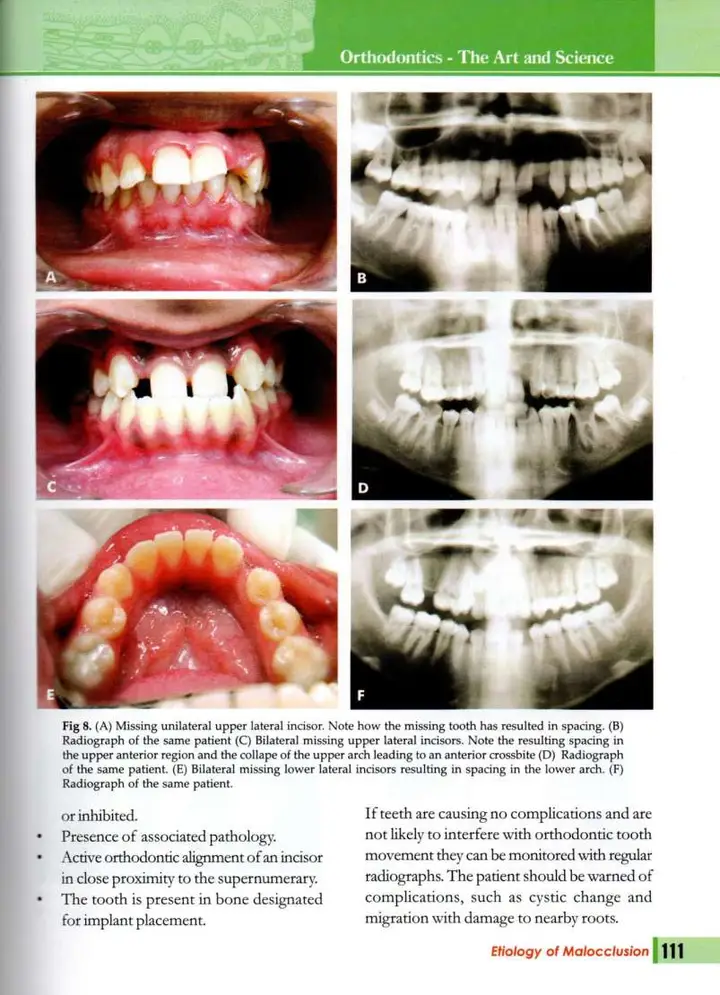 Orthodontics - The Art and Science
A
B
C
D
E
F
Fig 8. (A) Missing unilateral upper lateral incisor. Note how the missing tooth has resulted in spacing. (B)
Radiograph of the same patient (C) Bilateral missing upper lateral incisors. Note the resulting spacing in
the upper anterior region and the collape of the upper arch leading to an anterior crossbite (D) Radiograph
of the same patient. (E) Bilateral missing lower lateral incisors resulting in spacing in the lower arch. (F)
Radiograph of the same patient.
or inhibited.
• Presence of associated pathology.
• Active orthodontic alignment of an incisor
in close proximity to the supernumerary.
• The tooth is present in bone designated
for implant placement.
If teeth are causing no complications and are
not likely to interfere with orthodontic tooth
movement they can be monitored with regular
radiographs. The patient should be warned of
complications, such as cystic change and
migration with damage to nearby roots.
Etiology of Malocclusion 111